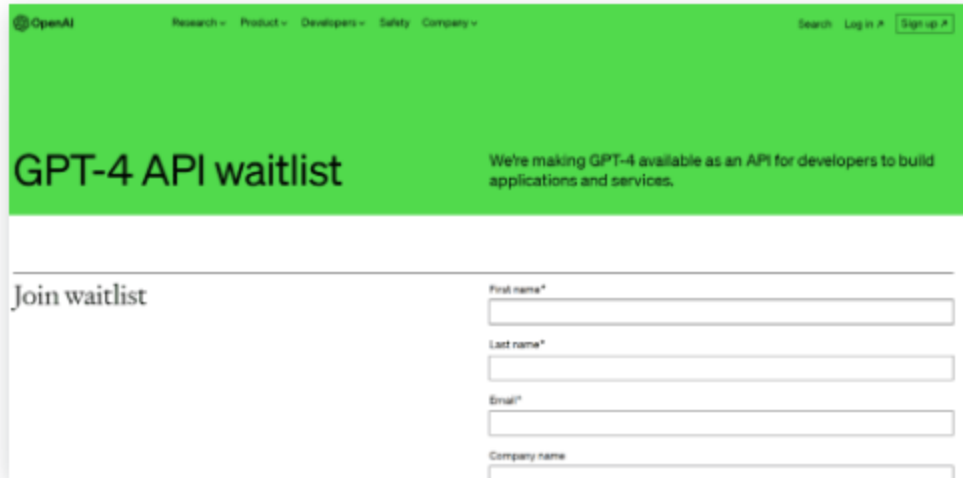 OpenAI Research Product Developers Safety Company Search Log in ↗ Sign up ↗
GPT-4 API waitlist
We're making GPT-4 available as an API for developers to build
applications and services.
Join waitlist
First name*
Last name*
Email*
Company name